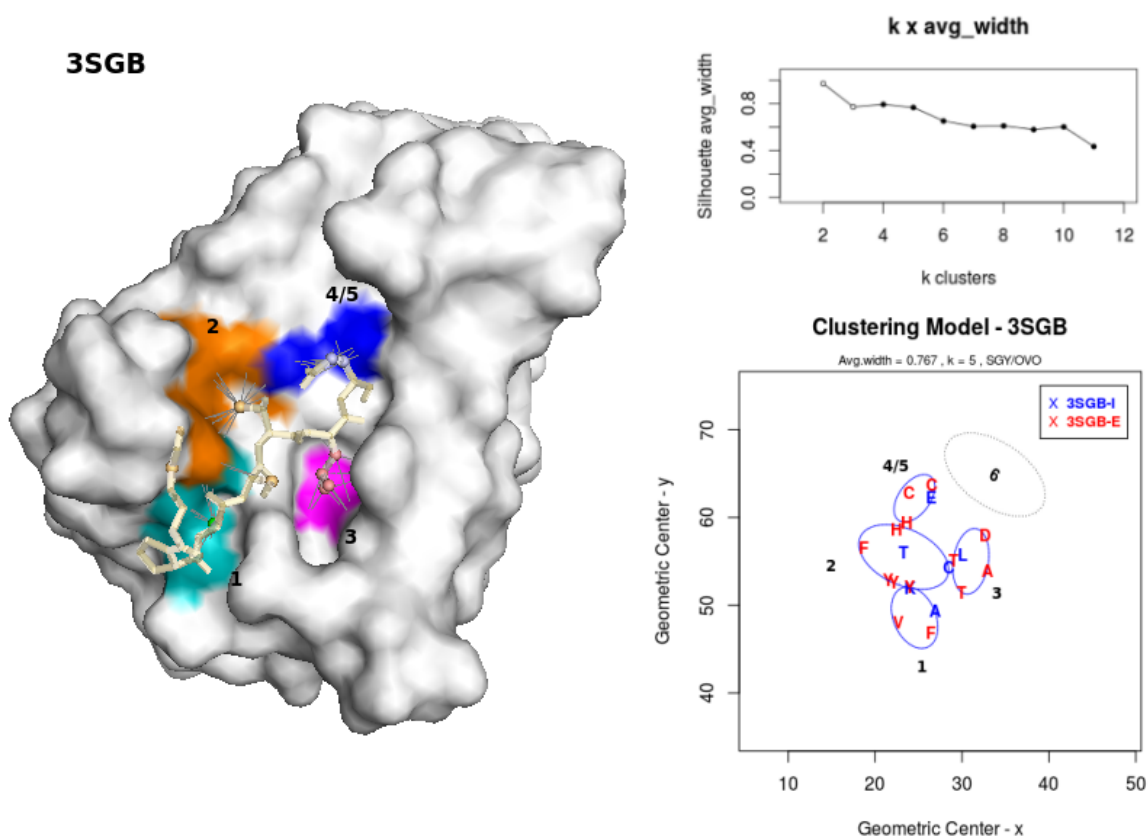 3SGB
2
4/5
3
1
k x avg_width
Silhouette avg_width
0.0 0.4 0.8
2 4 6 8 10 12
k clusters
Clustering Model - 3SGB
Avg.width = 0.767 , k = 5 , SGY/OVO
X 3SGB-I
X 3SGB-E
Geometric Center - y
40 50 60 70
4/5
6
C C
E
H H
F T T L D
2
C A
Y Y X T
3
A
V F
1
10 20 30 40 50
Geometric Center - x